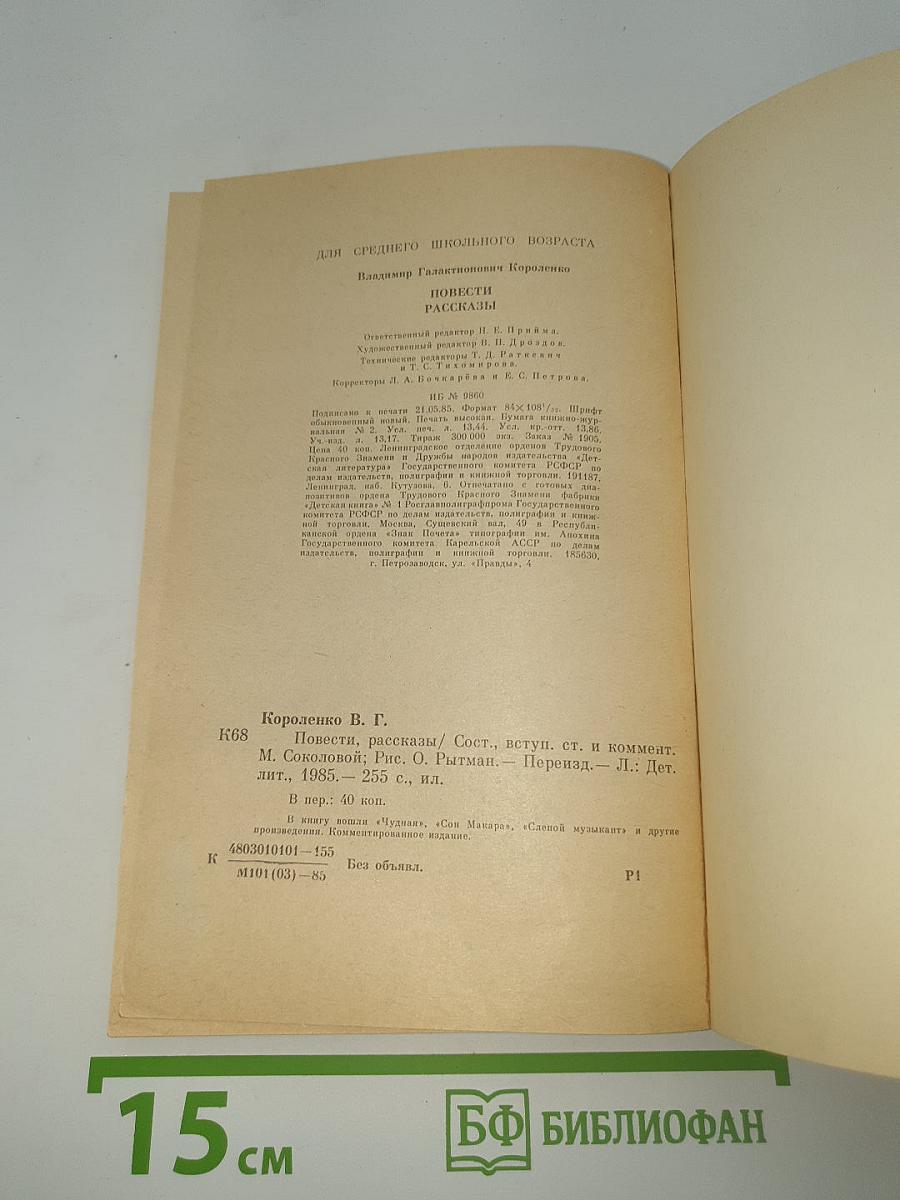 ДЛЯ СРЕДНЕГО ШКОЛЬНОГО ВОЗРАСТА
Владимир Галактионович Короленко
ПОВЕСТИ
РАССКАЗЫ
Ответственный редактор Н. Е. Прийма.
Художественный редактор В. П. Дроздов.
Технические редакторы Т. Д. Раткевич
и Т. С. Тихомирова.
Корректоры Л. А. Бочкарёва и Е. С. Петрова.
ИБ № 9860
Подписано к печати 21.05.85. Формат 84×108¹/₃₂. Шрифт
обыкновенный новый. Печать высокая. Бумага книжно-жур-
нальная № 2. Усл. печ. л. 13,44. Усл. кр.-отт. 13,86.
Уч.-изд. л. 13,17. Тираж 300 000 экз. Заказ № 1905.
Цена 40 коп. Ленинградское отделение орденов Трудового
Красного Знамени и Дружбы народов издательства «Дет-
ская литература» Государственного комитета РСФСР по
делам издательств, полиграфии и книжной торговли. 191187,
Ленинград, наб. Кутузова, 6. Отпечатано с готовых диа-
позитивов ордена Трудового Красного Знамени фабрики
«Детская книга» № 1 Росглавполиграфпрома Государственного
комитета РСФСР по делам издательств, полиграфии и книж-
ной торговли. Москва, Сущевский вал, 49 в Республи-
канской ордена «Знак Почета» типографии им. Анохина
Государственного комитета Карельской АССР по делам
издательств, полиграфии и книжной торговли. 185630,
г. Петрозаводск, ул. «Правды», 4
Короленко В. Г.
К68 Повести, рассказы/ Сост., вступ. ст. и коммент.
М. Соколовой; Рис. О. Рытман.— Переизд.— Л.: Дет.
лит., 1985.— 255 с., ил.
В пер.: 40 коп.
В книгу вошли «Чудная», «Сон Макара», «Слепой музыкант» и другие
произведения. Комментированное издание.
К 4803010101—155
М101(03)—85 Без объявл.
Р1
15 см
БФ БИБЛИОФАН